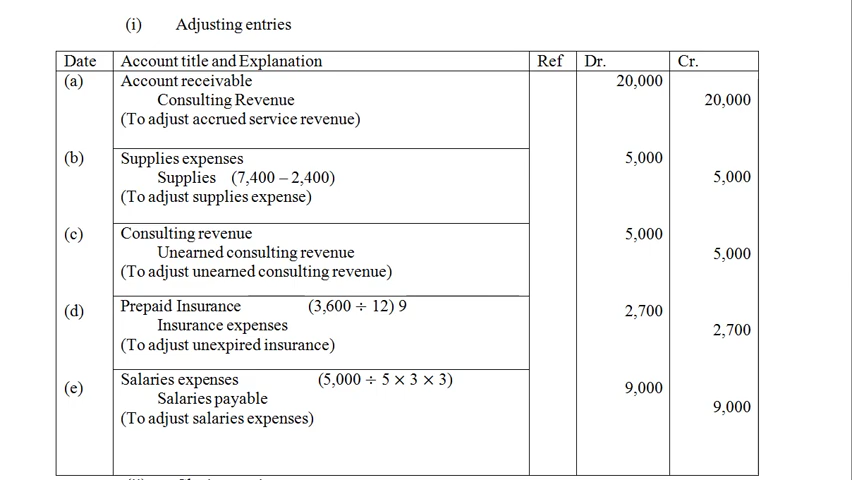 (i) Adjusting entries
Date Account title and Explanation Ref Dr. Cr.
(a) Account receivable 20,000
Consulting Revenue 20,000
(To adjust accrued service revenue)
(b) Supplies expenses 5,000
Supplies (7,400 – 2,400) 5,000
(To adjust supplies expense)
(c) Consulting revenue 5,000
Unearned consulting revenue 5,000
(To adjust unearned consulting revenue)
(d) Prepaid Insurance (3,600 ÷ 12) 9 2,700
Insurance expenses 2,700
(To adjust unexpired insurance)
(e) Salaries expenses (5,000 ÷ 5 × 3 × 3) 9,000
Salaries payable 9,000
(To adjust salaries expenses)